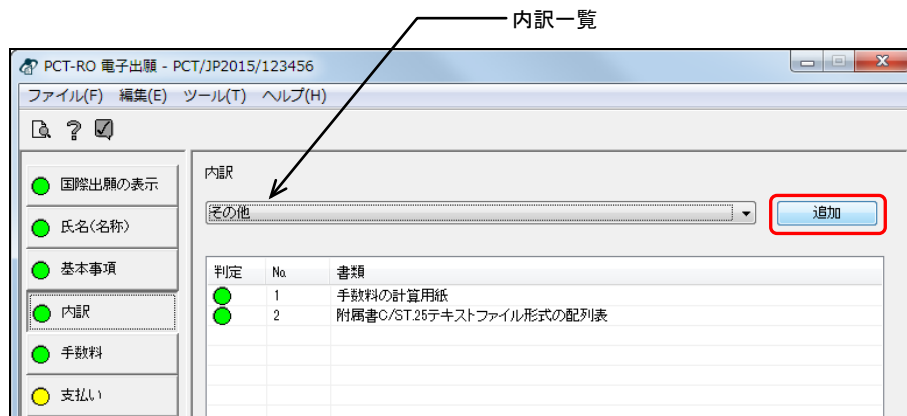 内訳一覧
PCT-RO 電子出願 - PCT/JP2015/123456
ファイル(F) 編集(E) ツール(T) ヘルプ(H)
国際出願の表示
氏名(名称)
基本事項
内訳
手数料
支払い
内訳
その他
追加
判定 No. 書類
1 手数料の計算用紙
2 附属書C/ST.25テキストファイル形式の配列表